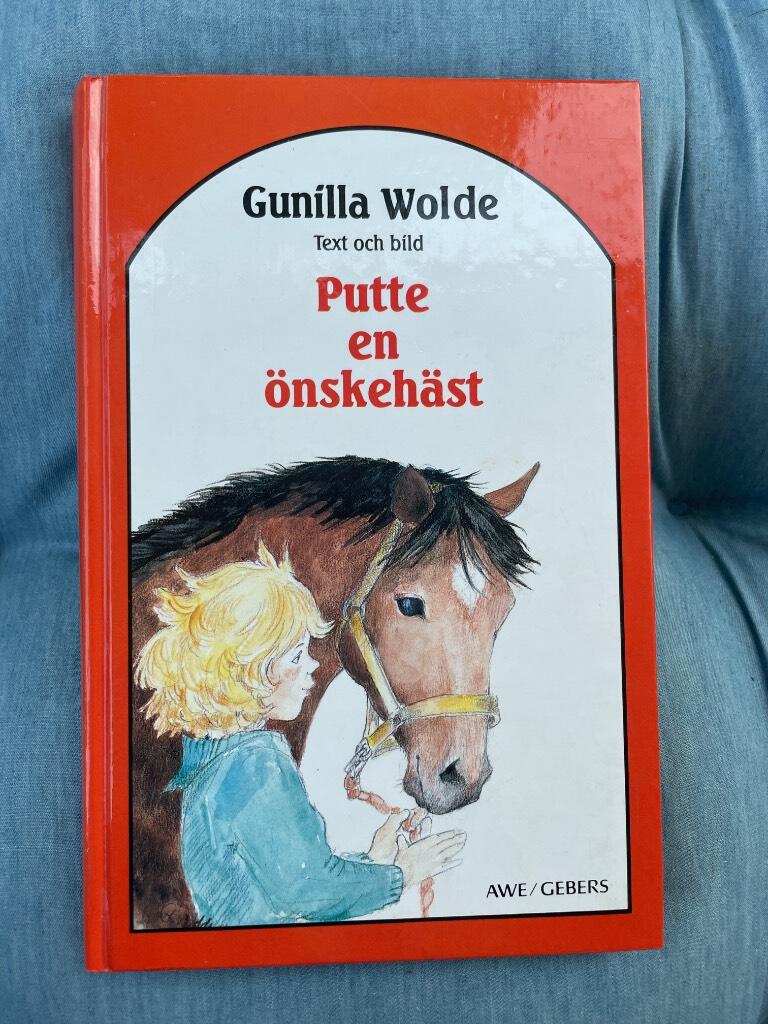 Gunilla Wolde
Text och bild
Putte
en
önskehäst
AWE/GEBERS